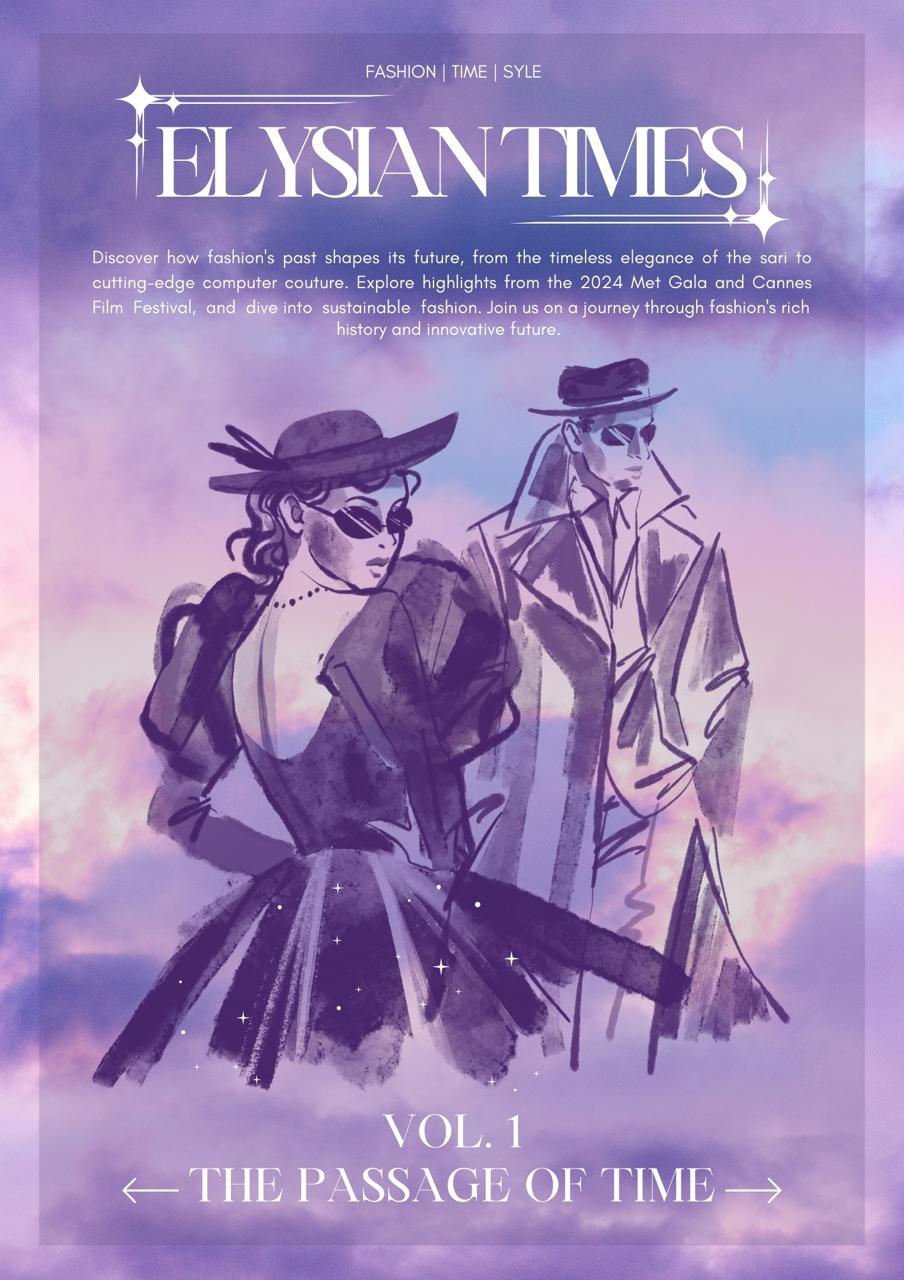 FASHION | TIME | SYLE
ELYSIAN TIMES
Discover how fashion's past shapes its future, from the timeless elegance of the sari to
cutting-edge computer couture. Explore highlights from the 2024 Met Gala and Cannes
Film Festival, and dive into sustainable fashion. Join us on a journey through fashion's rich
history and innovative future.
VOL. 1
THE PASSAGE OF TIME